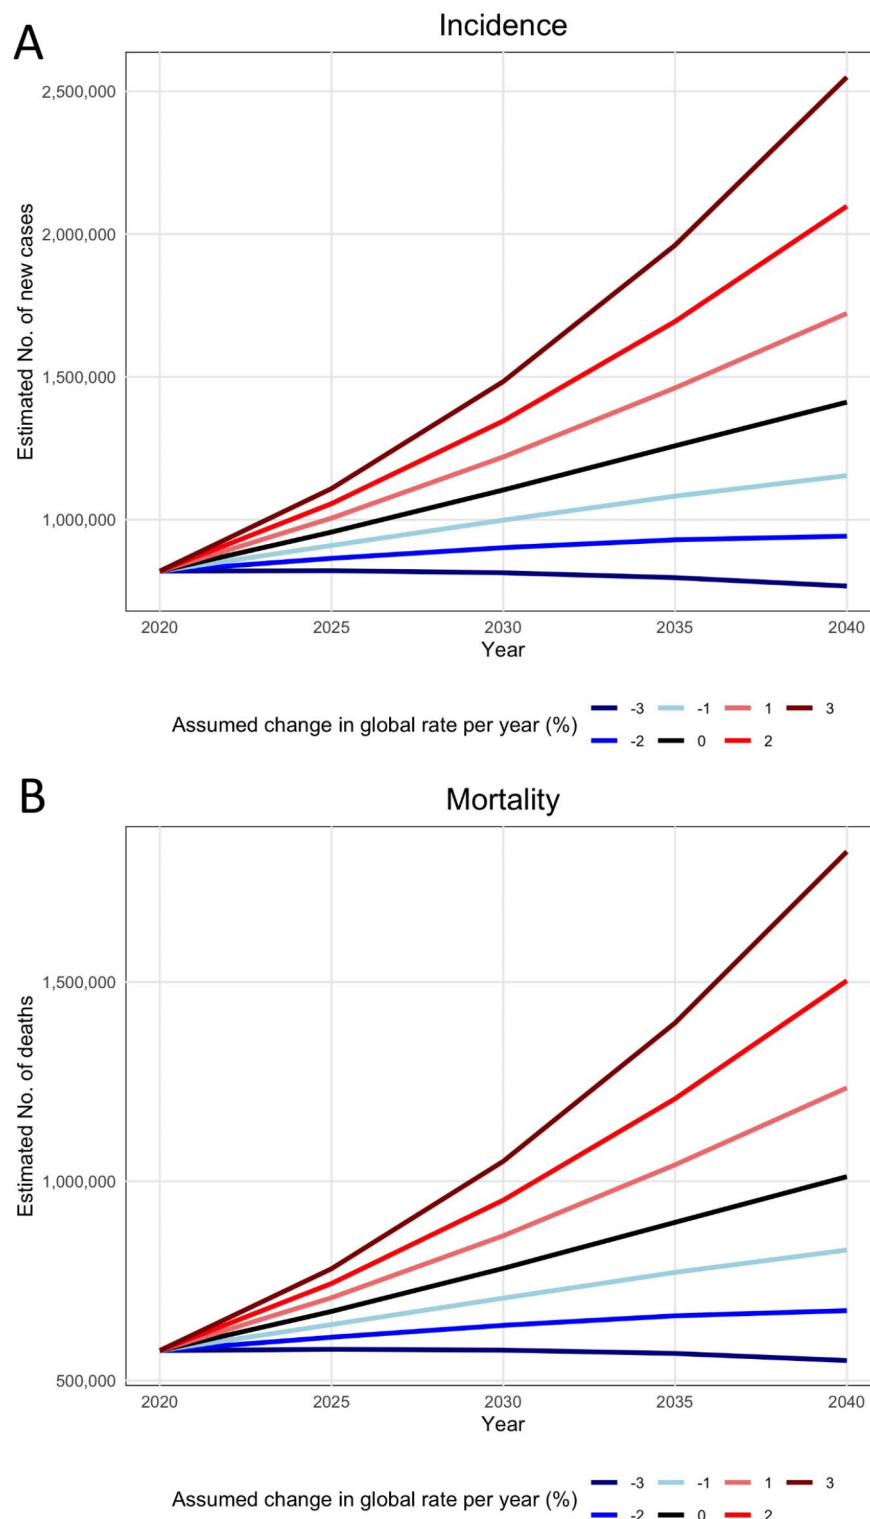 A
Incidence
Estimated No. of new cases
2,500,000
2,000,000
1,500,000
1,000,000
2020 2025 2030 2035 2040
Year
Assumed change in global rate per year (%)
-3 -1 1 3
-2 0 2
B
Mortality
Estimated No. of deaths
1,500,000
1,000,000
500,000
2020 2025 2030 2035 2040
Year
Assumed change in global rate per year (%)
-3 -1 1 3
-2 0 2